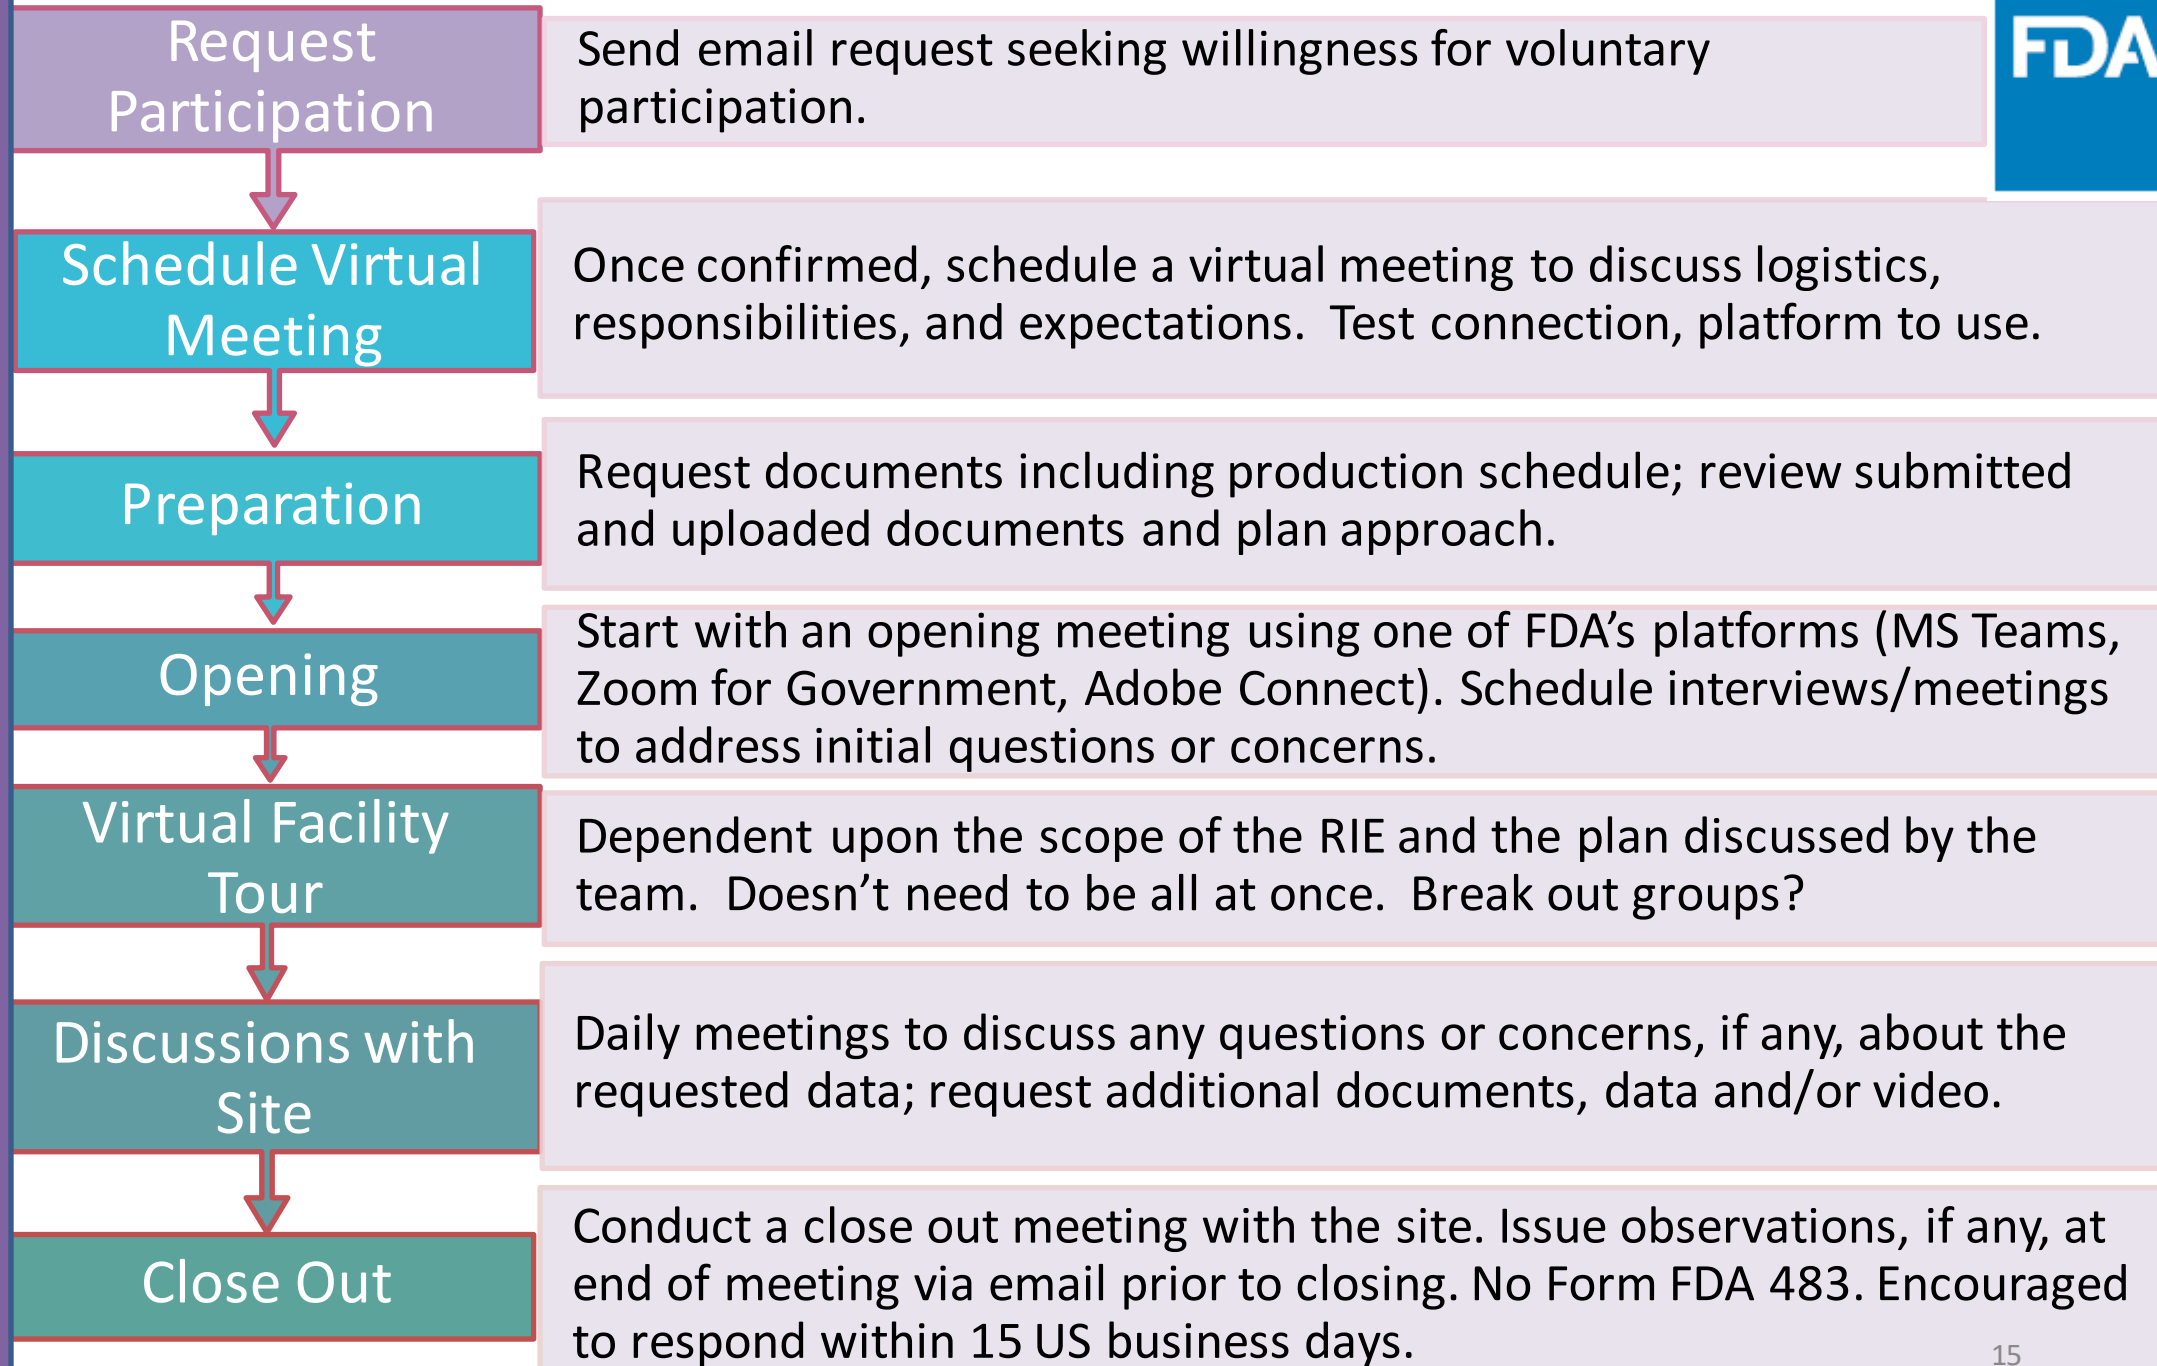 Request
Participation
Send email request seeking willingness for voluntary
participation.
FDA
Schedule Virtual
Meeting
Once confirmed, schedule a virtual meeting to discuss logistics,
responsibilities, and expectations.  Test connection, platform to use.
Preparation
Request documents including production schedule; review submitted
and uploaded documents and plan approach.
Opening
Start with an opening meeting using one of FDA’s platforms (MS Teams,
Zoom for Government, Adobe Connect). Schedule interviews/meetings
to address initial questions or concerns.
Virtual Facility
Tour
Dependent upon the scope of the RIE and the plan discussed by the
team.  Doesn’t need to be all at once.  Break out groups?
Discussions with
Site
Daily meetings to discuss any questions or concerns, if any, about the
requested data; request additional documents, data and/or video.
Close Out
Conduct a close out meeting with the site. Issue observations, if any, at
end of meeting via email prior to closing. No Form FDA 483. Encouraged
to respond within 15 US business days.
15